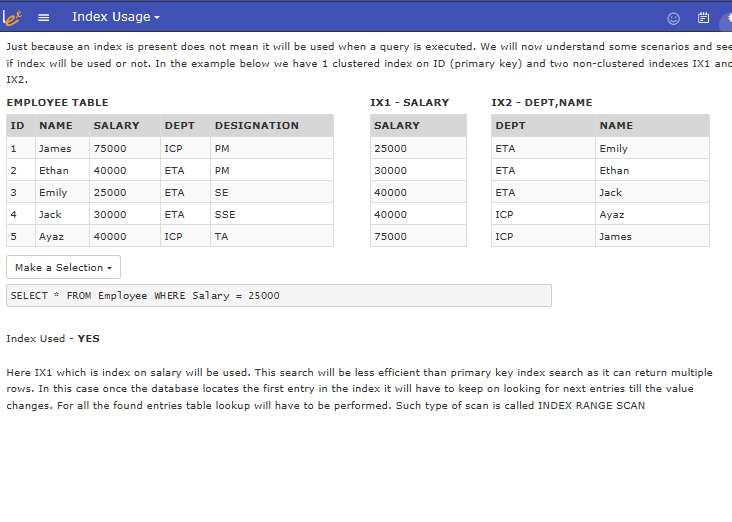 Lex Index Usage
Just because an index is present does not mean it will be used when a query is executed. We will now understand some scenarios and see
if index will be used or not. In the example below we have 1 clustered index on ID (primary key) and two non-clustered indexes IX1 and
IX2.
EMPLOYEE TABLE IX1 - SALARY IX2 - DEPT,NAME
ID NAME SALARY DEPT DESIGNATION SALARY DEPT NAME
1 James 75000 ICP PM 25000 ETA Emily
2 Ethan 40000 ETA PM 30000 ETA Ethan
3 Emily 25000 ETA SE 40000 ETA Jack
4 Jack 30000 ETA SSE 40000 ICP Ayaz
5 Ayaz 40000 ICP TA 75000 ICP James
Make a Selection
SELECT * FROM Employee WHERE Salary = 25000
Index Used - YES
Here IX1 which is index on salary will be used. This search will be less efficient than primary key index search as it can return multiple
rows. In this case once the database locates the first entry in the index it will have to keep on looking for next entries till the value
changes. For all the found entries table lookup will have to be performed. Such type of scan is called INDEX RANGE SCAN